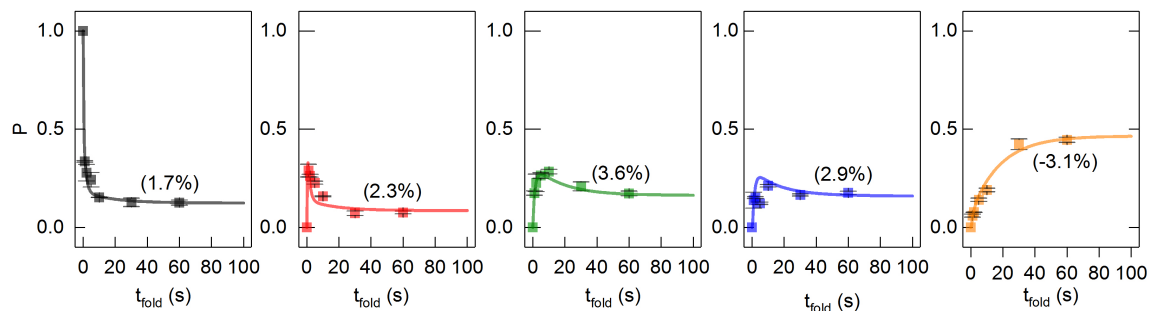 1.0 1.0 1.0 1.0 1.0
P 0.5 0.5 0.5 0.5 0.5
(1.7%) (2.3%) (3.6%) (2.9%) (-3.1%)
0.0 0.0 0.0 0.0 0.0
0 20 40 60 80 100 0 20 40 60 80 100 0 20 40 60 80 100 0 20 40 60 80 100 0 20 40 60 80 100
t_fold (s) t_fold (s) t_fold (s) t_fold (s) t_fold (s)